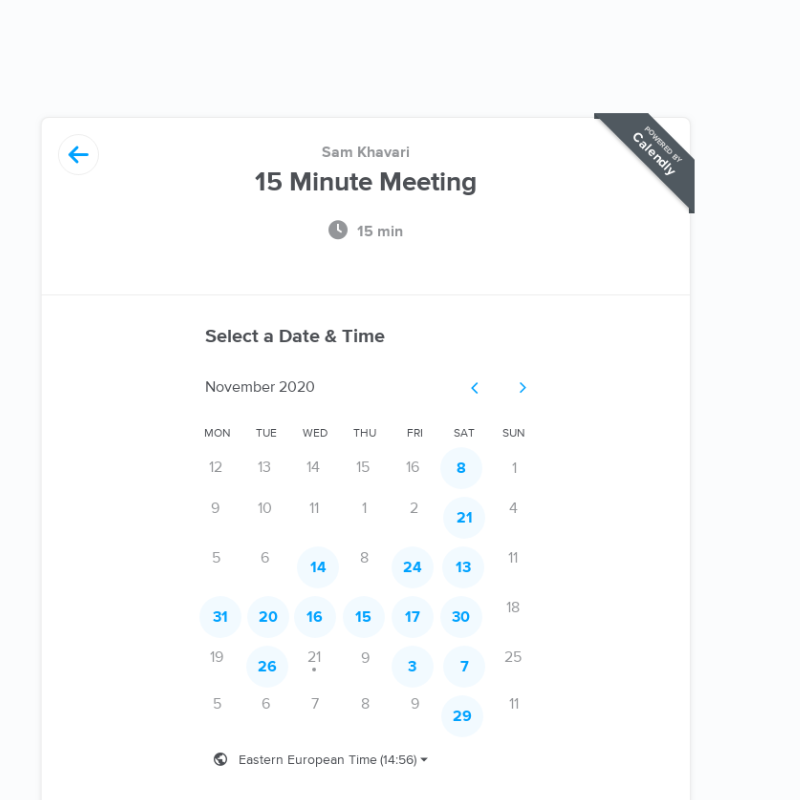 POWERED BY
Calendly
Sam Khavari
15 Minute Meeting
15 min
Select a Date & Time
November 2020
MON TUE WED THU FRI SAT SUN
12 13 14 15 16 8 1
9 10 11 1 2 21 4
5 6 14 8 24 13 11
31 20 16 15 17 30 18
19 26 21 9 3 7 25
5 6 7 8 9 29 11
Eastern European Time (14:56)